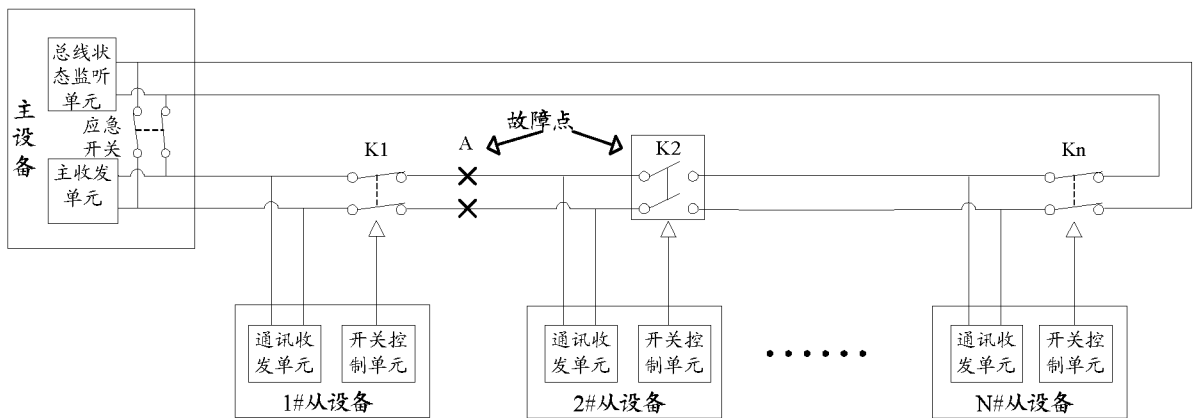 主设备
总线状
态监听
单元
应急
开关
主收发
单元
故障点
K1
A
K2
Kn
通讯收
发单元
开关控
制单元
1#从设备
通讯收
发单元
开关控
制单元
2#从设备
······
通讯收
发单元
开关控
制单元
N#从设备